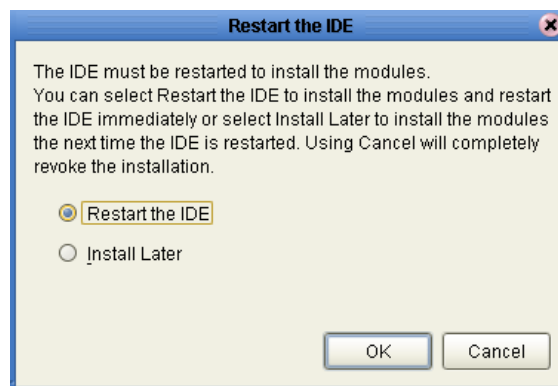 Restart the IDE
The IDE must be restarted to install the modules.
You can select Restart the IDE to install the modules and restart
the IDE immediately or select Install Later to install the modules
the next time the IDE is restarted. Using Cancel will completely
revoke the installation.
Restart the IDE
Install Later
OK Cancel